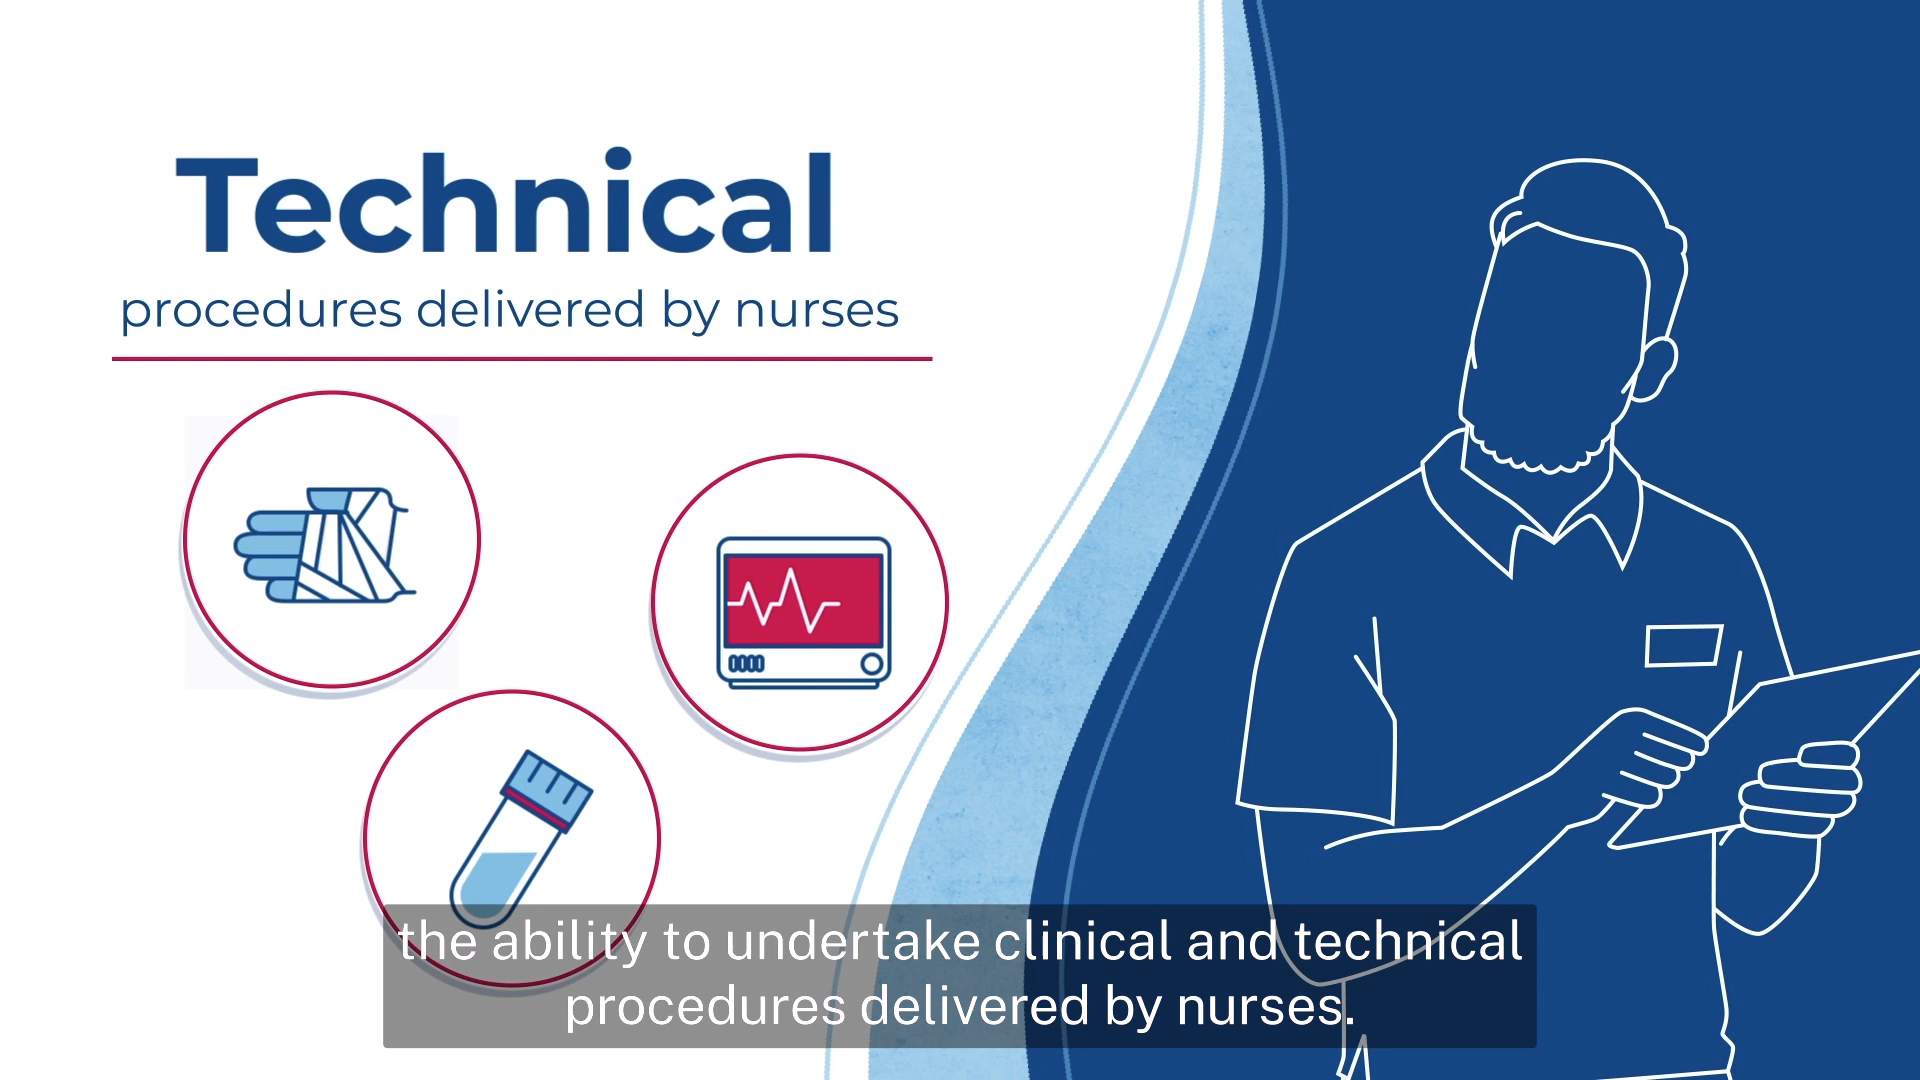 Technical
procedures delivered by nurses
the ability to undertake clinical and technical
procedures delivered by nurses.